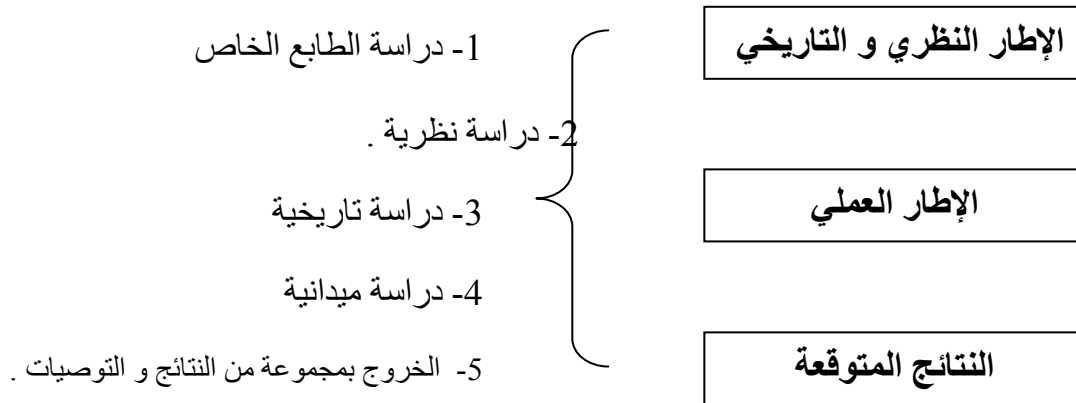 الإطار النظري و التاريخي
1- دراسة الطابع الخاص
2- دراسة نظرية .
الإطار العملي
3- دراسة تاريخية
4- دراسة ميدانية
النتائج المتوقعة
5- الخروج بمجموعة من النتائج و التوصيات .